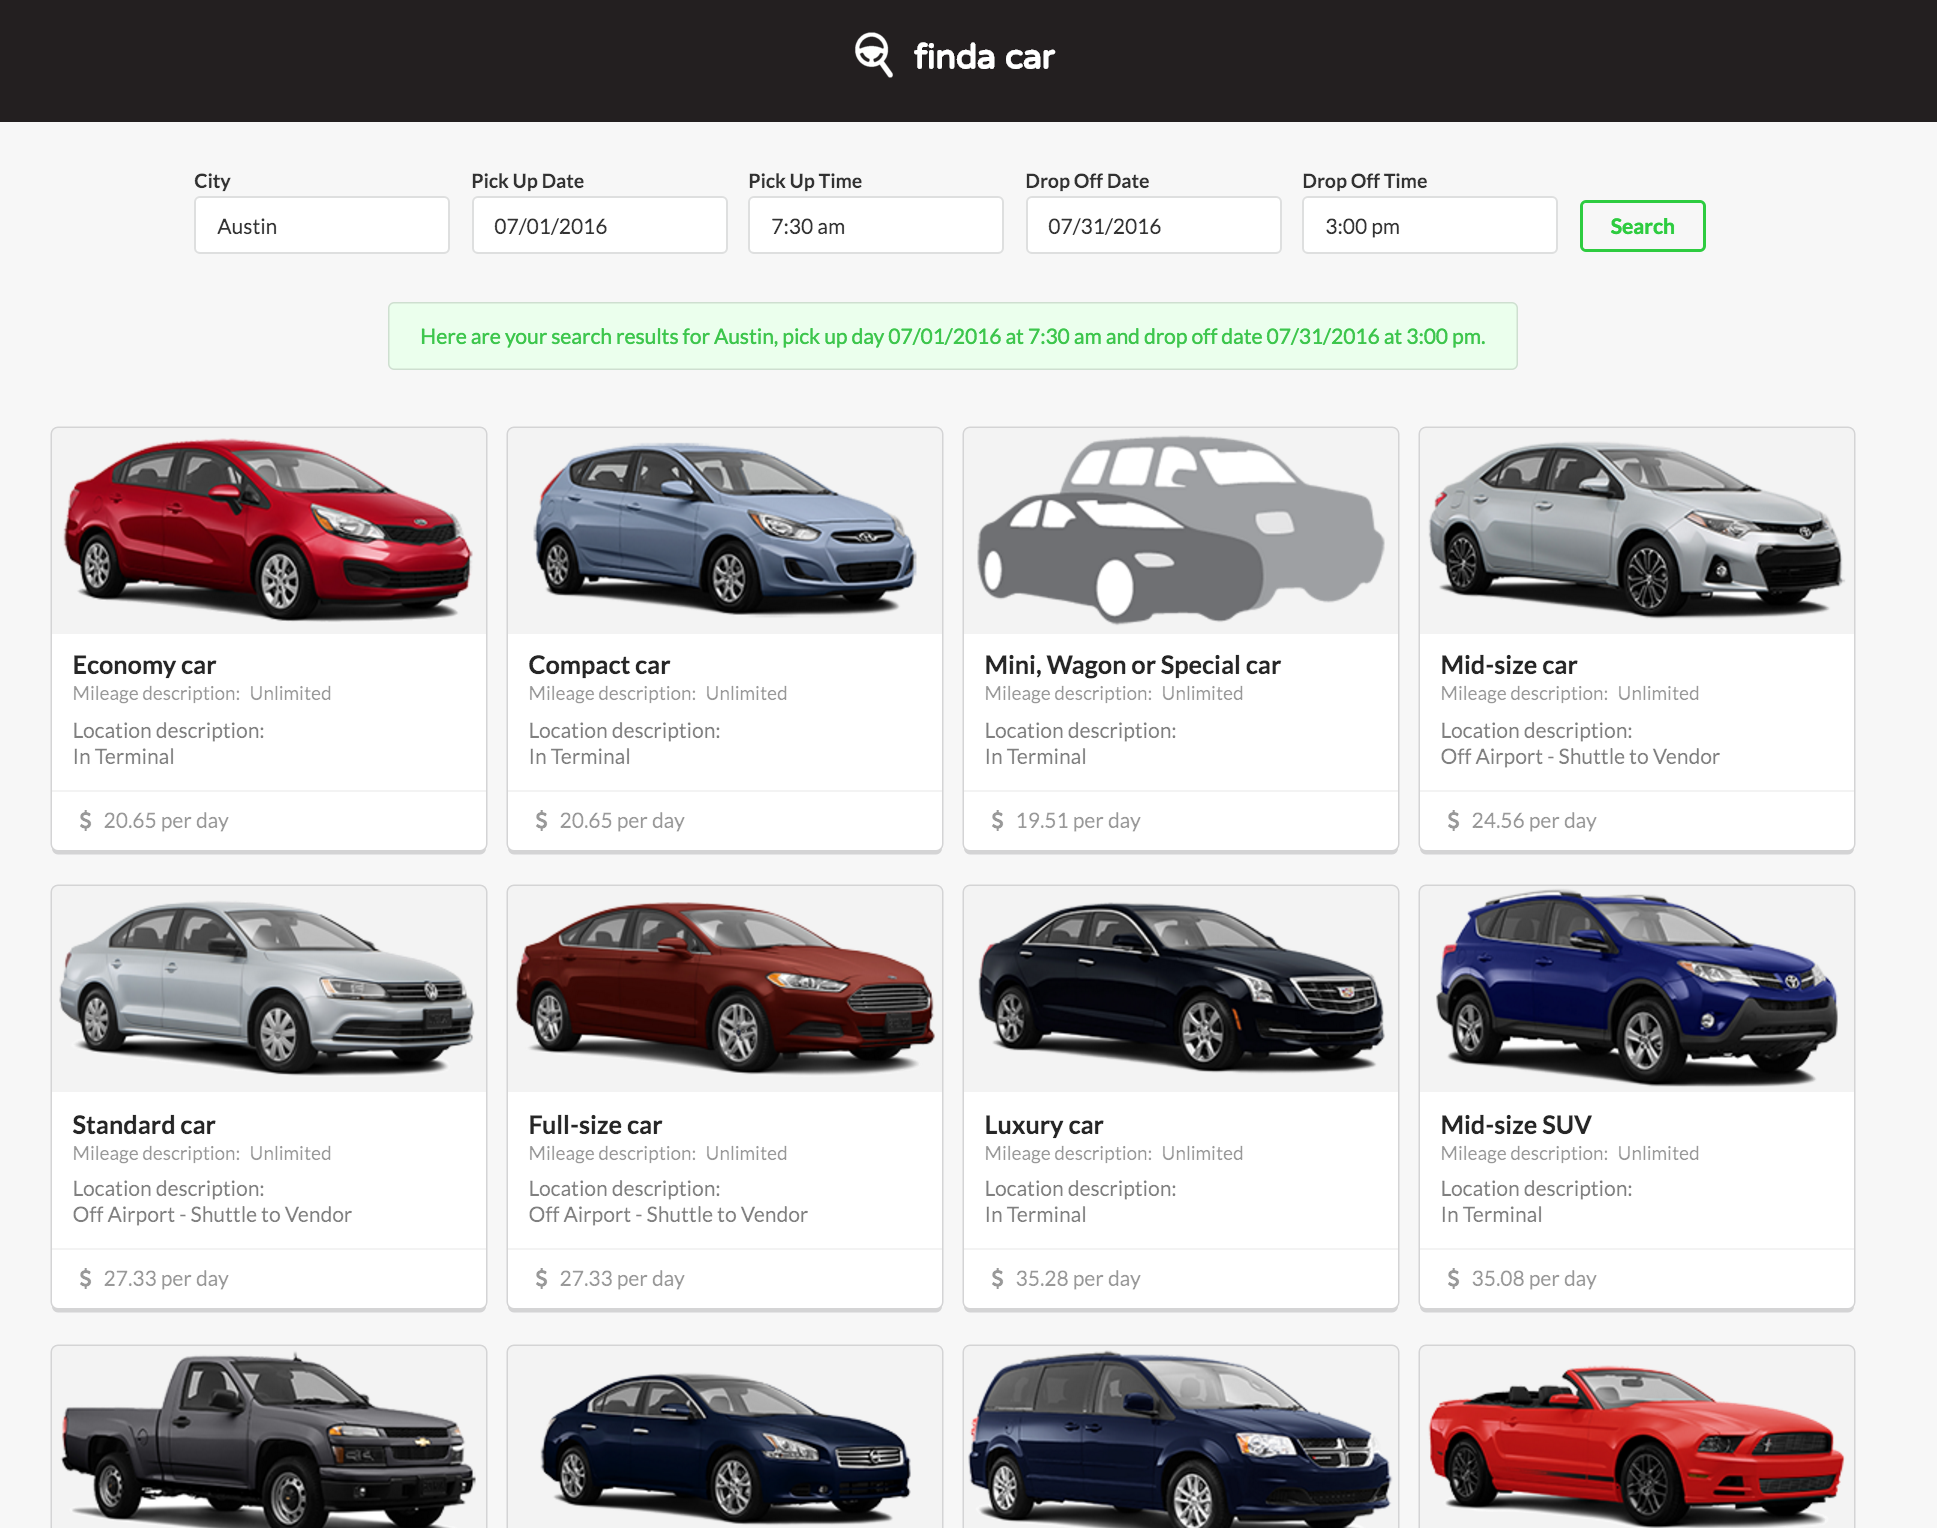 finda car
City
Pick Up Date
Pick Up Time
Drop Off Date
Drop Off Time
Austin
07/01/2016
7:30 am
07/31/2016
3:00 pm
Search
Here are your search results for Austin, pick up day 07/01/2016 at 7:30 am and drop off date 07/31/2016 at 3:00 pm.
Economy car
Mileage description: Unlimited
Location description:
In Terminal
$ 20.65 per day
Compact car
Mileage description: Unlimited
Location description:
In Terminal
$ 20.65 per day
Mini, Wagon or Special car
Mileage description: Unlimited
Location description:
In Terminal
$ 19.51 per day
Mid-size car
Mileage description: Unlimited
Location description:
Off Airport - Shuttle to Vendor
$ 24.56 per day
Standard car
Mileage description: Unlimited
Location description:
Off Airport - Shuttle to Vendor
$ 27.33 per day
Full-size car
Mileage description: Unlimited
Location description:
Off Airport - Shuttle to Vendor
$ 27.33 per day
Luxury car
Mileage description: Unlimited
Location description:
In Terminal
$ 35.28 per day
Mid-size SUV
Mileage description: Unlimited
Location description:
In Terminal
$ 35.08 per day